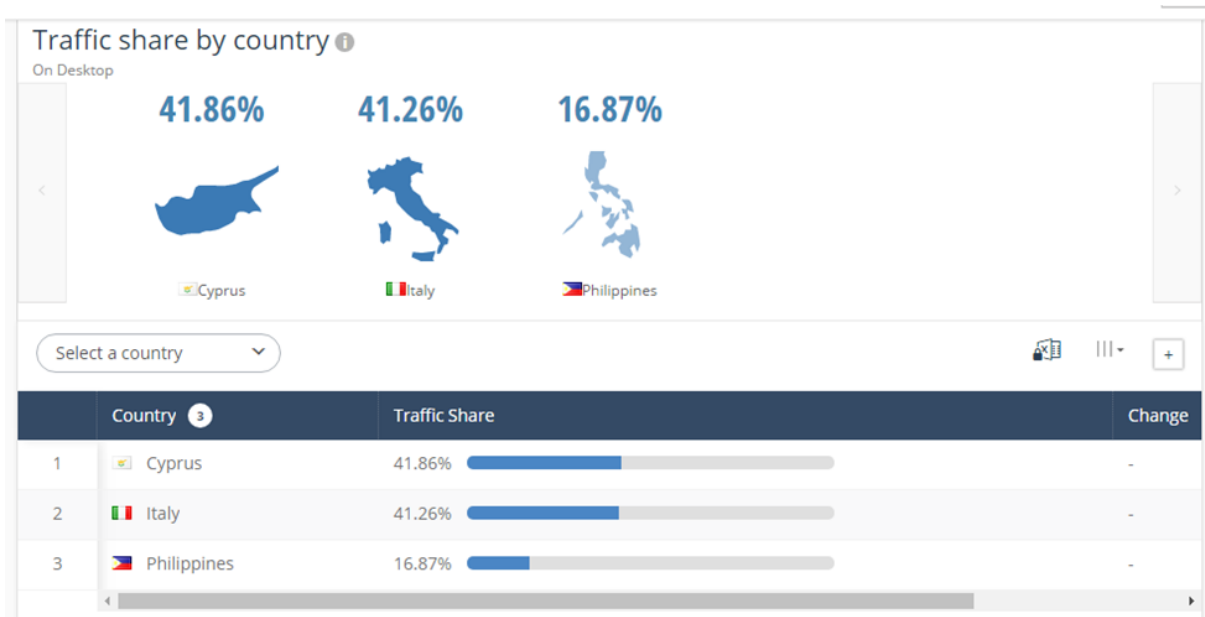 Traffic share by country
On Desktop
41.86% 41.26% 16.87%
Cyprus Italy Philippines
Select a country
Country 3 Traffic Share Change
1 Cyprus 41.86% -
2 Italy 41.26% -
3 Philippines 16.87% -